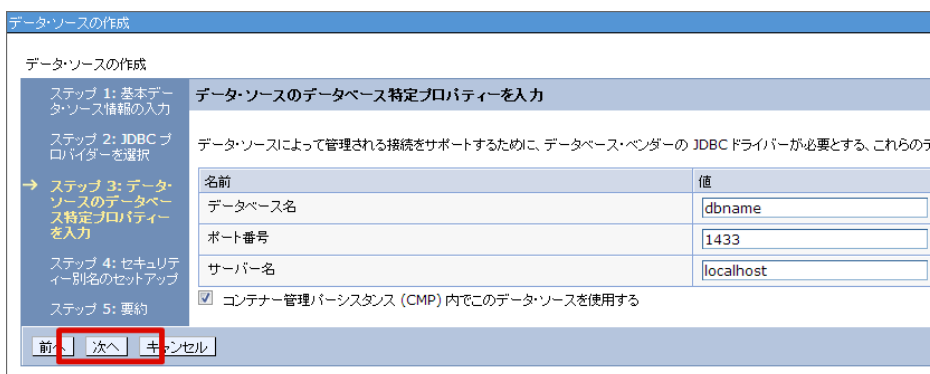 データ・ソースの作成
データ・ソースの作成
ステップ 1: 基本デー
タ・ソース情報の入力
ステップ 2: JDBC プ
ロバイダーを選択
ステップ 3: データ・
ソースのデータベー
ス特定プロパティー
を入力
ステップ 4: セキュリテ
ィー別名のセットアップ
ステップ 5: 要約
データ・ソースのデータベース特定プロパティーを入力
データ・ソースによって管理される接続をサポートするために、データベース・ベンダーの JDBC ドライバーが必要とする、これらのデ
名前 値
データベース名 dbname
ポート番号 1433
サーバー名 localhost
コンテナー管理パーシスタンス (CMP) 内でこのデータ・ソースを使用する
前へ 次へ キャンセル